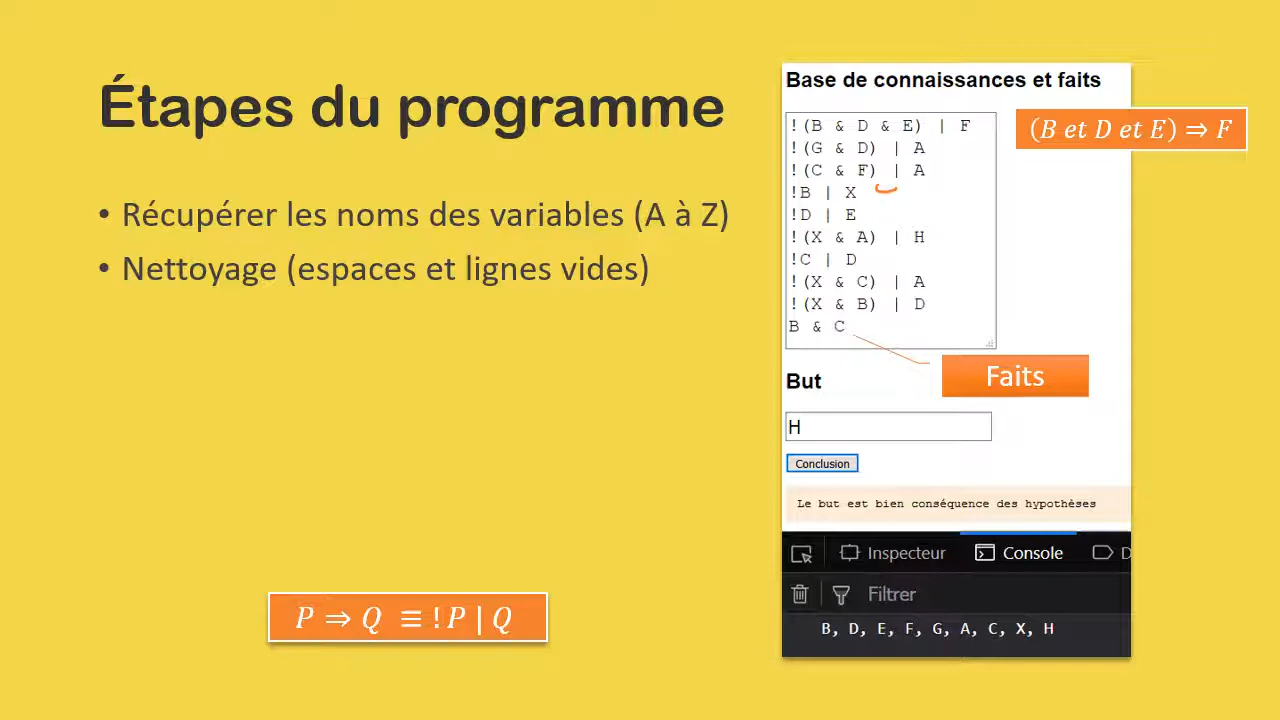 Étapes du programme
• Récupérer les noms des variables (A à Z)
• Nettoyage (espaces et lignes vides)
P ⇒ Q ≡ ! P | Q
Base de connaissances et faits
!(B & D & E) | F
!(G & D) | A
!(C & F) | A
!B | X
!D | E
!(X & A) | H
!C | D
!(X & C) | A
!(X & B) | D
B & C
(B et D et E) ⇒ F
Faits
But
H
Conclusion
Le but est bien conséquence des hypothèses
Inspecteur
Console
D
Filtrer
B, D, E, F, G, A, C, X, H